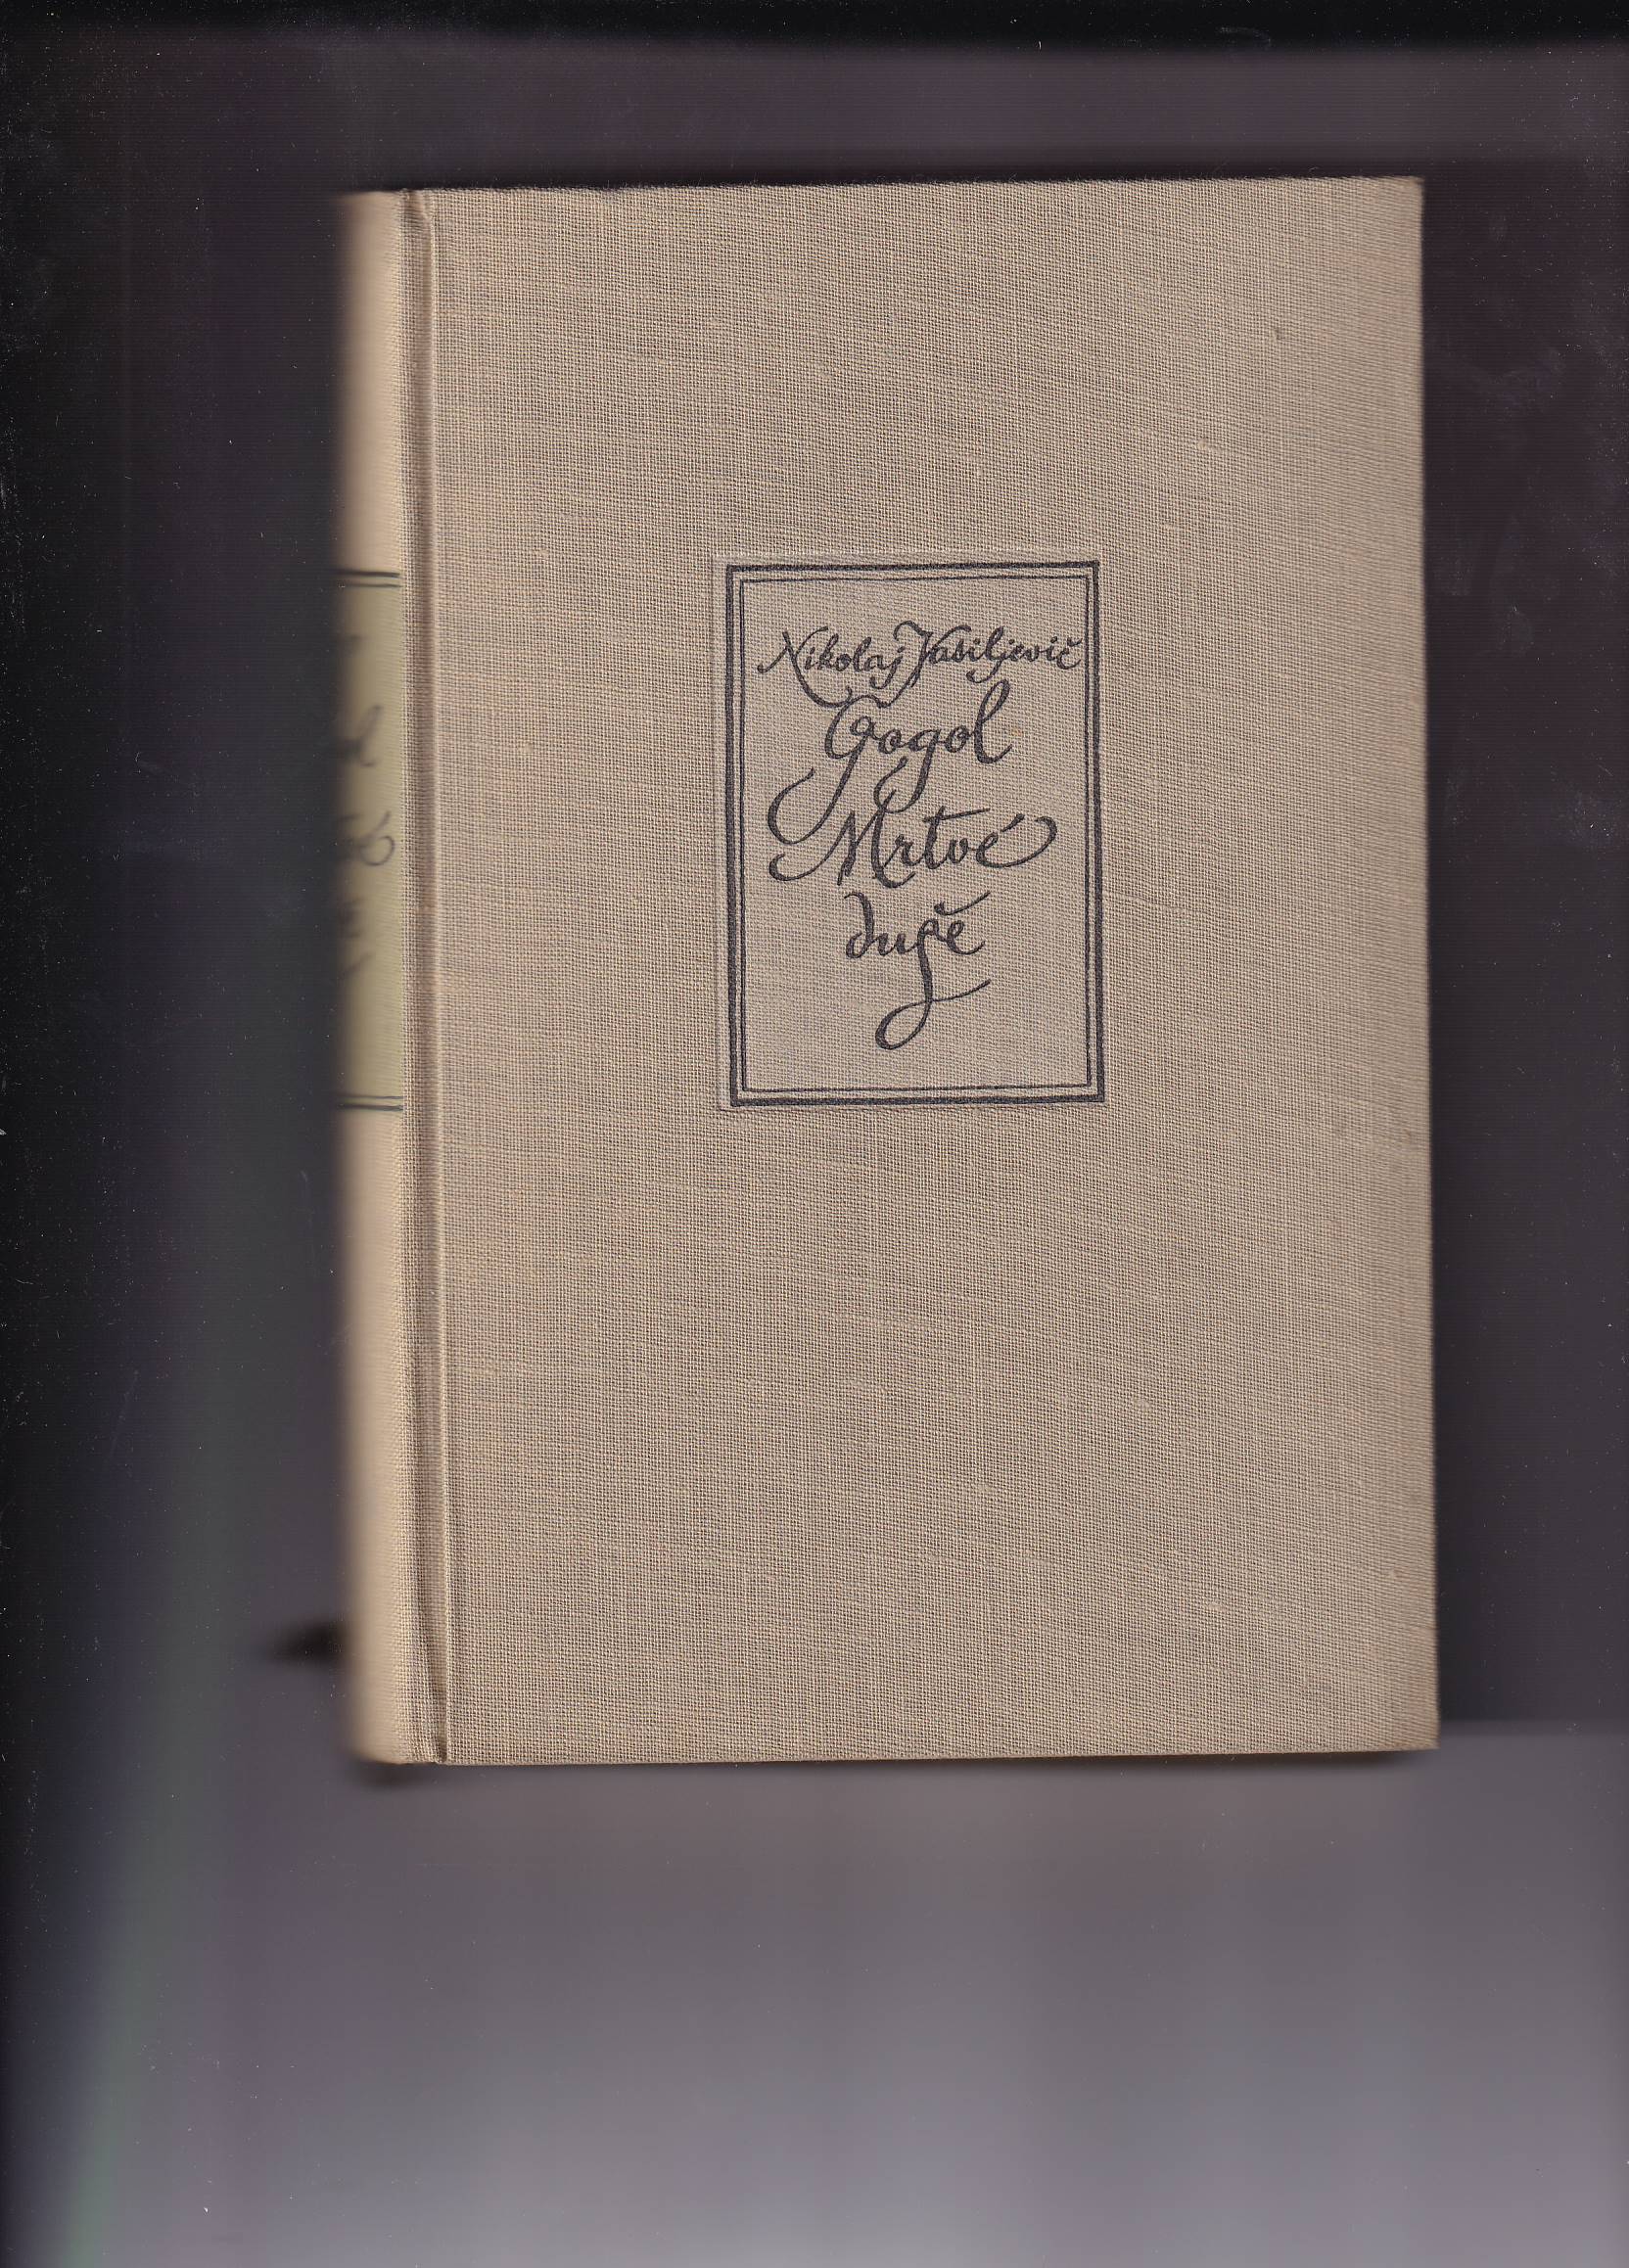 Nikolaj Vasiljevič
Gogol
Mrtvé
duše